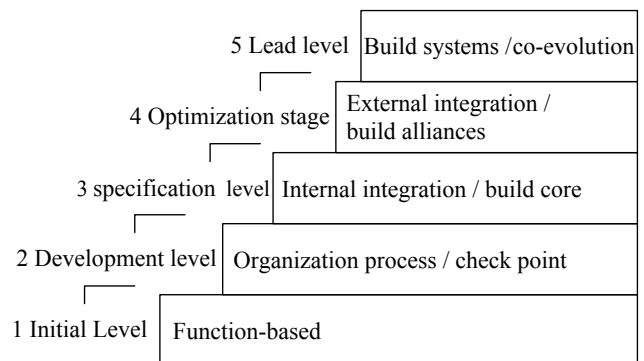 5 Lead level
Build systems /co-evolution
4 Optimization stage
External integration /
build alliances
3 specification level
Internal integration / build core
2 Development level
Organization process / check point
1 Initial Level
Function-based